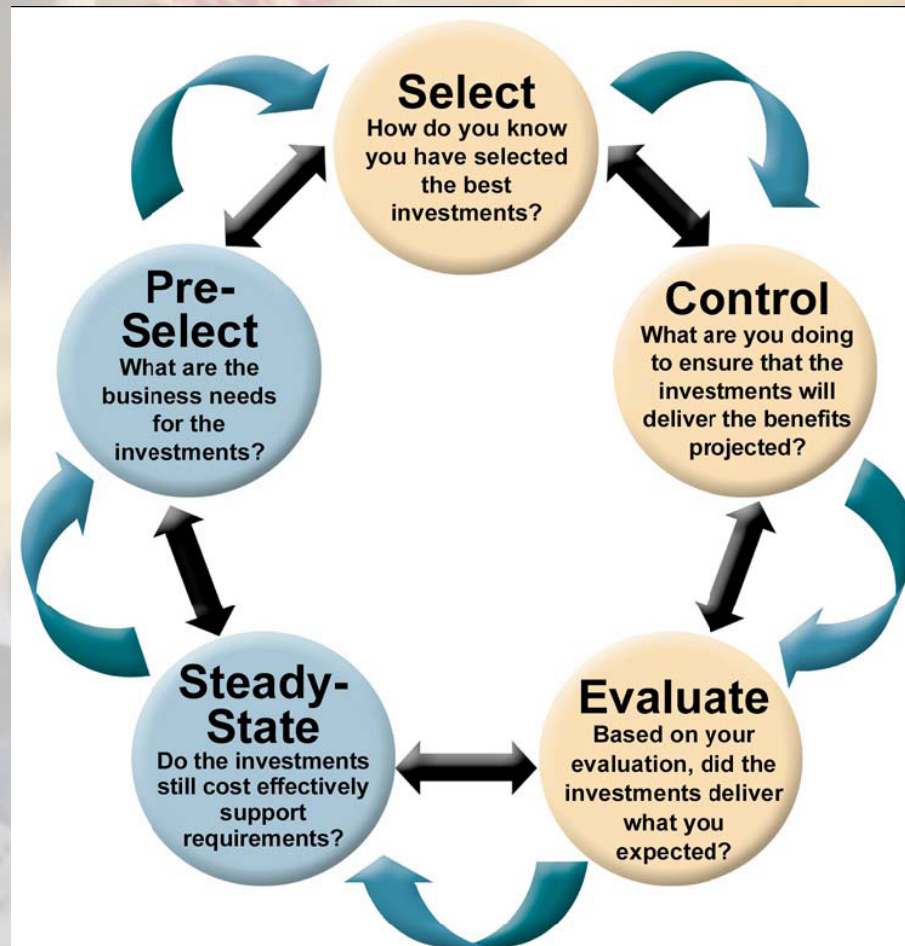 Select
How do you know
you have selected
the best
investments?
Pre-
Select
What are the
business needs
for the
investments?
Control
What are you doing
to ensure that the
investments will
deliver the benefits
projected?
Steady-
State
Do the investments
still cost effectively
support
requirements?
Evaluate
Based on your
evaluation, did the
investments deliver
what you
expected?